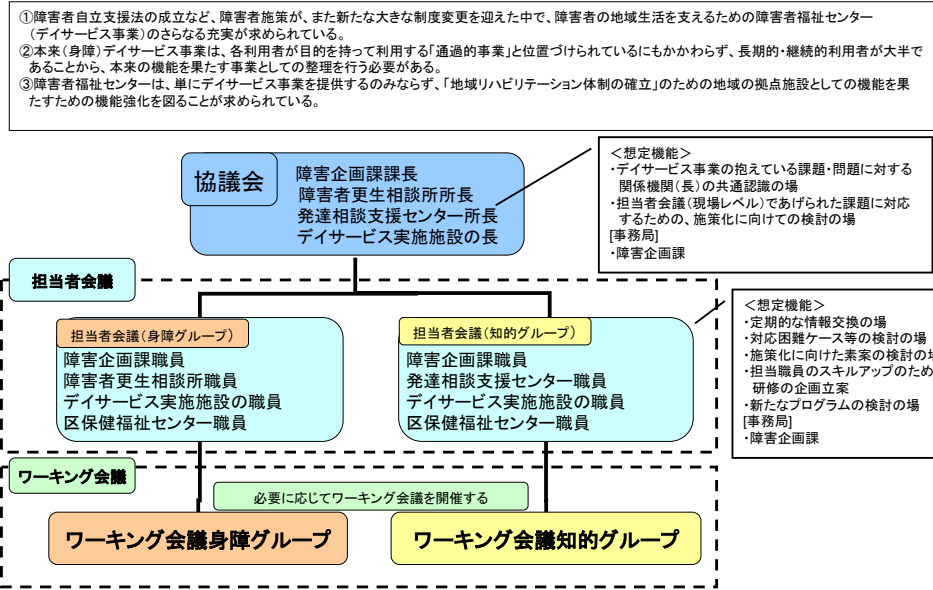 ①障害者自立支援法の成立など、障害者施策が、また新たな大きな制度変更を迎えた中で、障害者の地域生活を支えるための障害者福祉センター
（デイサービス事業）のさらなる充実が求められている。
②本来（身障）デイサービス事業は、各利用者が目的を持って利用する「通過的事業」と位置づけられているにもかかわらず、長期的・継続的利用者が大半で
あることから、本来の機能を果たす事業としての整理を行う必要がある。
③障害者福祉センターは、単にデイサービス事業を提供するのみならず、「地域リハビリテーション体制の確立」のための地域の拠点施設としての機能を果
たすための機能強化を図ることが求められている。
協議会
障害企画課課長
障害者更生相談所所長
発達相談支援センター所長
デイサービス実施施設の長
＜想定機能＞
・デイサービス事業の抱えている課題・問題に対する
関係機関（長）の共通認識の場
・担当者会議（現場レベル）であげられた課題に対応
するための、施策化に向けての検討の場
[事務局]
・障害企画課
担当者会議
担当者会議（身障グループ）
障害企画課職員
障害者更生相談所職員
デイサービス実施施設の職員
区保健福祉センター職員
担当者会議（知的グループ）
障害企画課職員
発達相談支援センター職員
デイサービス実施施設の職員
区保健福祉センター職員
＜想定機能＞
・定期的な情報交換の場
・対応困難ケース等の検討の場
・施策化に向けた素案の検討の場
・担当職員のスキルアップのため
研修の企画立案
・新たなプログラムの検討の場
[事務局]
・障害企画課
ワーキング会議
必要に応じてワーキング会議を開催する
ワーキング会議身障グループ
ワーキング会議知的グループ